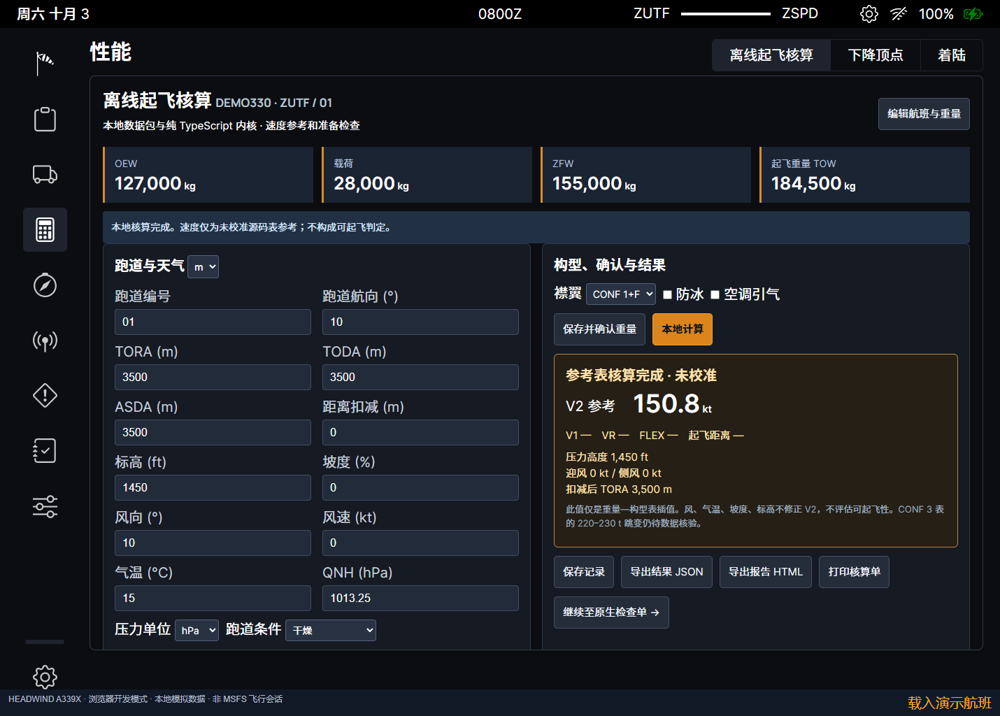 周六 十月 3
0800Z
ZUTF ZSPD
100%
性能
离线起飞核算 下降顶点 着陆
离线起飞核算 DEMO330 · ZUTF / 01
本地数据包与纯 TypeScript 内核 · 速度参考和准备检查
编辑航班与重量
OEW
127,000 kg
载荷
28,000 kg
ZFW
155,000 kg
起飞重量 TOW
184,500 kg
本地核算完成。速度仅为未校准源码表参考；不构成可起飞判定。
跑道与天气 m
跑道编号 跑道航向 (°)
01 10
TORA (m) TODA (m)
3500 3500
ASDA (m) 距离扣减 (m)
3500 0
标高 (ft) 坡度 (%)
1450 0
风向 (°) 风速 (kt)
10 0
气温 (°C) QNH (hPa)
15 1013.25
压力单位 hPa 跑道条件 干燥
构型、确认与结果
襟翼 CONF 1+F 防冰 空调引气
保存并确认重量 本地计算
参考表核算完成 · 未校准
V2 参考 150.8 kt
V1 — VR — FLEX — 起飞距离 —
压力高度 1,450 ft
迎风 0 kt / 侧风 0 kt
扣减后 TORA 3,500 m
此值仅是重量—构型表插值。风、气温、坡度、标高不修正 V2，不评估可起飞性。CONF 3 表
的 220–230 t 跳变仍待数据核验。
保存记录 导出结果 JSON 导出报告 HTML 打印核算单
继续至原生检查单 →
HEADWIND A339X · 浏览器开发模式 · 本地模拟数据 · 非 MSFS 飞行会话
载入演示航班